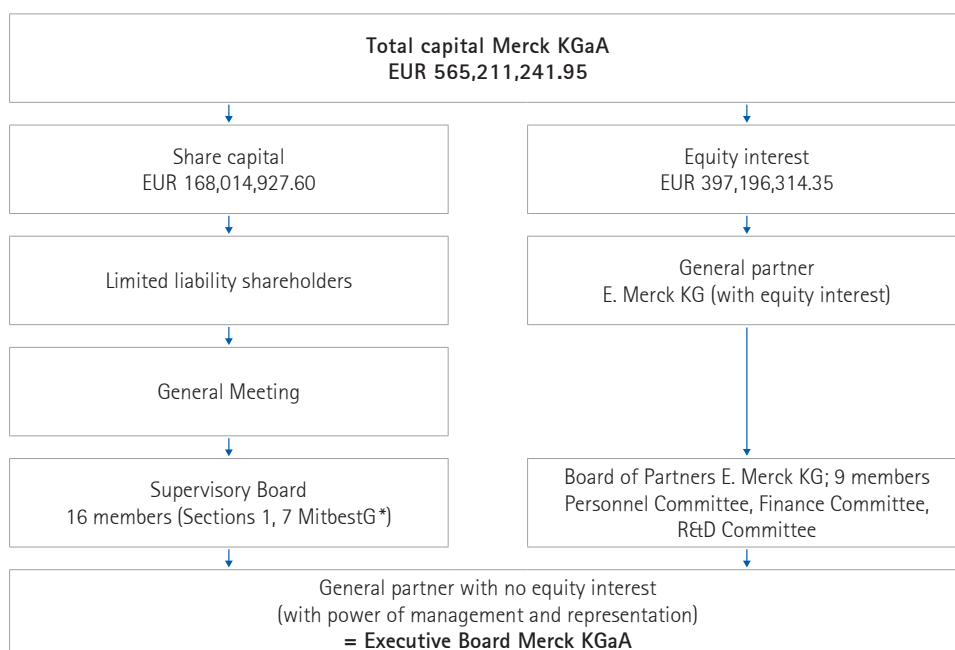 Total capital Merck KGaA
EUR 565,211,241.95
Share capital
EUR 168,014,927.60
Equity interest
EUR 397,196,314.35
Limited liability shareholders
General partner
E. Merck KG (with equity interest)
General Meeting
Supervisory Board
16 members (Sections 1, 7 MitbestG*)
Board of Partners E. Merck KG; 9 members
Personnel Committee, Finance Committee,
R&D Committee
General partner with no equity interest
(with power of management and representation)
= Executive Board Merck KGaA